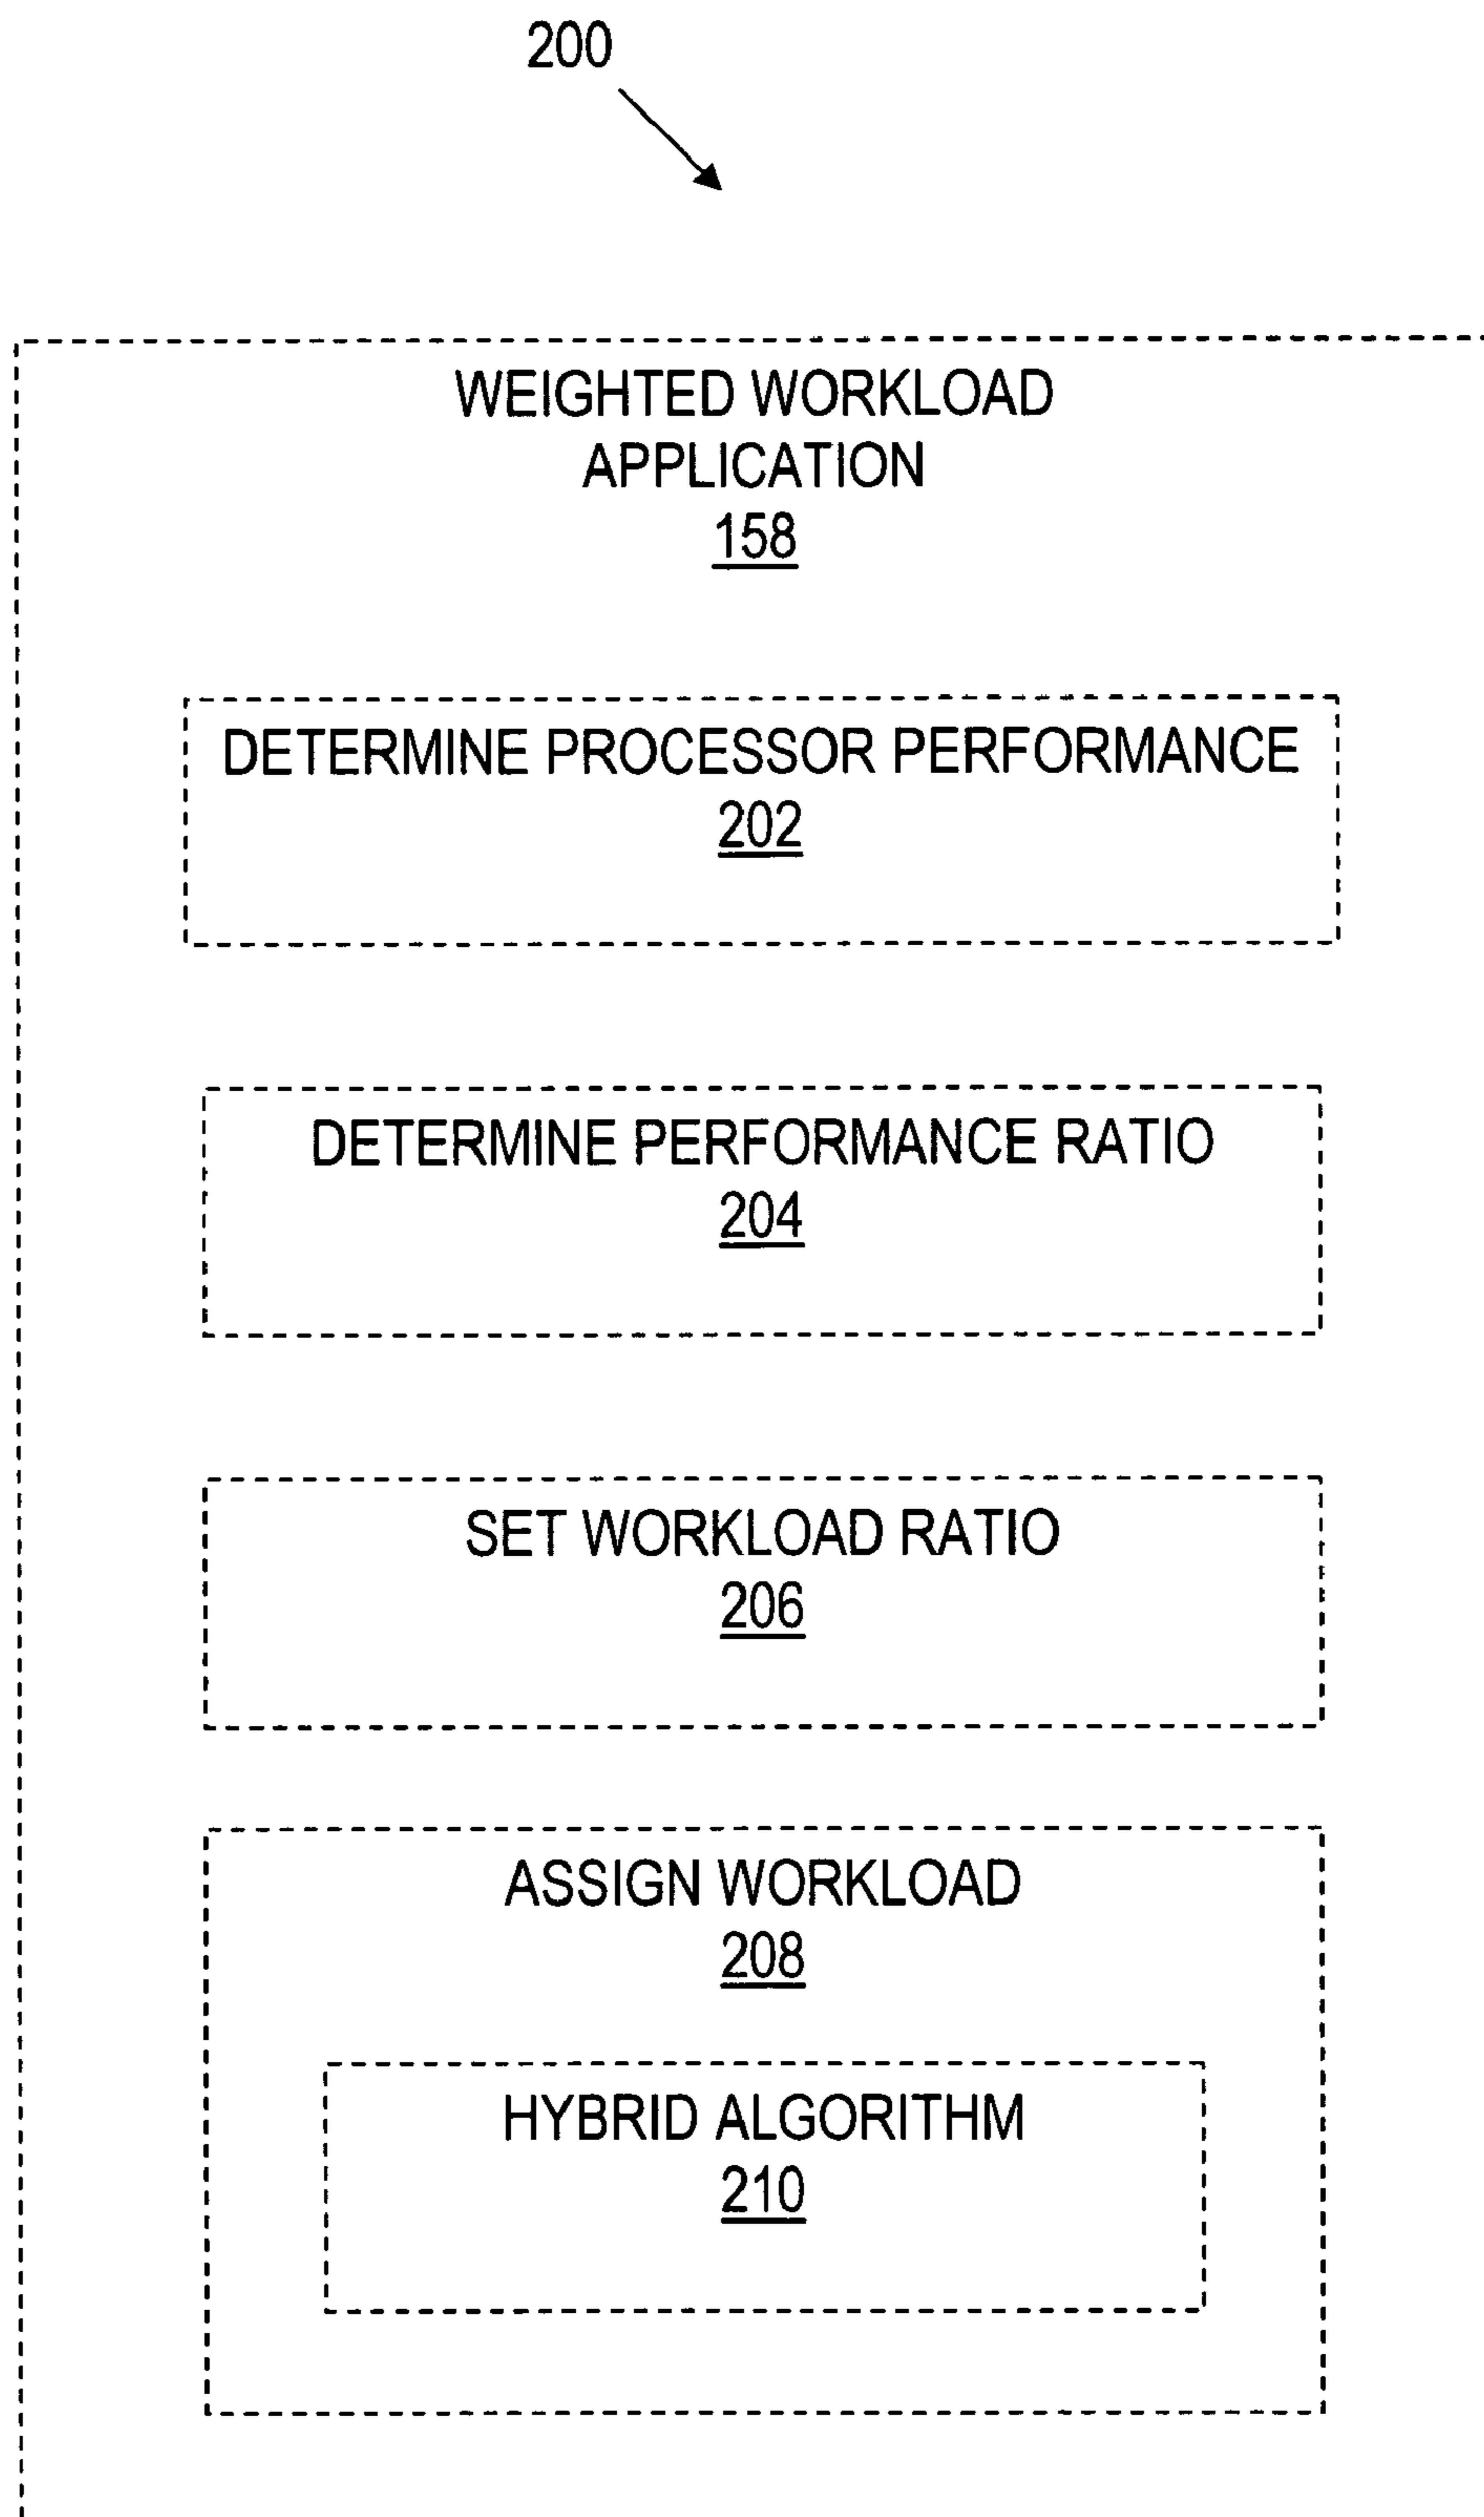 200
WEIGHTED WORKLOAD
APPLICATION
158
DETERMINE PROCESSOR PERFORMANCE
202
DETERMINE PERFORMANCE RATIO
204
SET WORKLOAD RATIO
206
ASSIGN WORKLOAD
208
HYBRID ALGORITHM
210